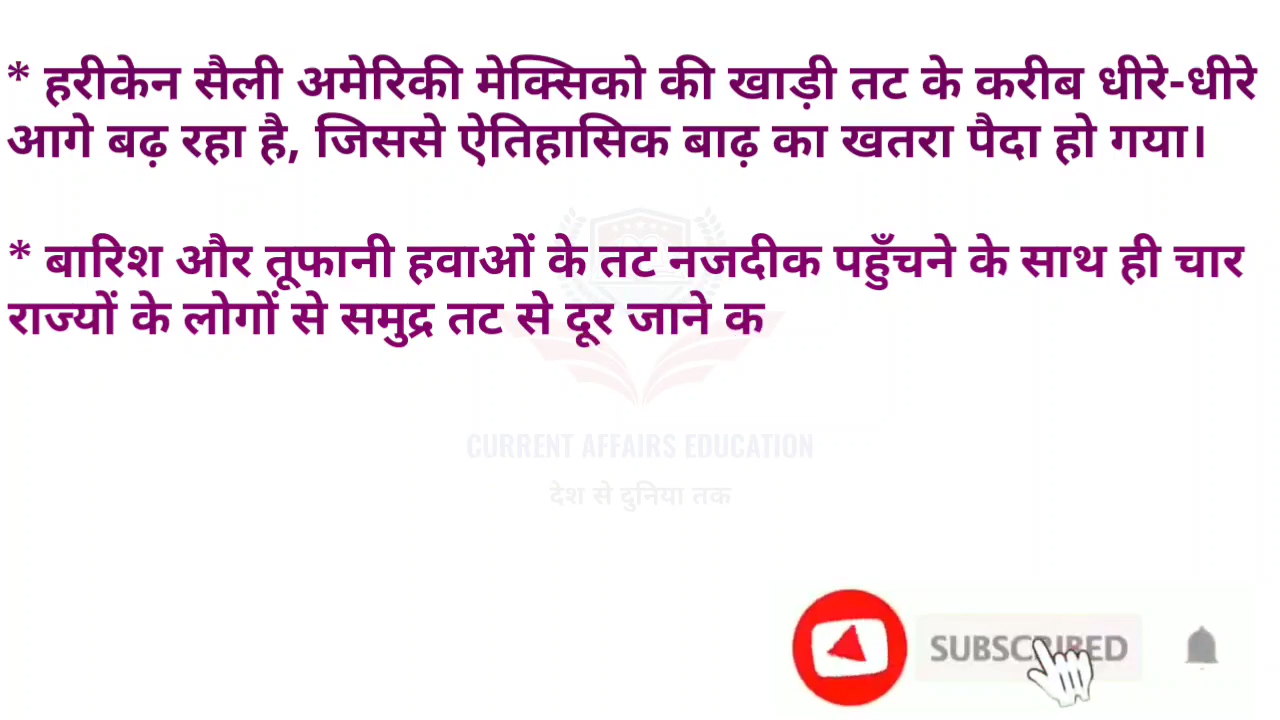 * हरीकेन सैली अमेरिकी मेक्सिको की खाड़ी तट के करीब धीरे-धीरे
आगे बढ़ रहा है, जिससे ऐतिहासिक बाढ़ का खतरा पैदा हो गया।
* बारिश और तूफानी हवाओं के तट नजदीक पहुँचने के साथ ही चार
राज्यों के लोगों से समुद्र तट से दूर जाने क
CURRENT AFFAIRS EDUCATION
देश से दुनिया तक
SUBSCRIBED